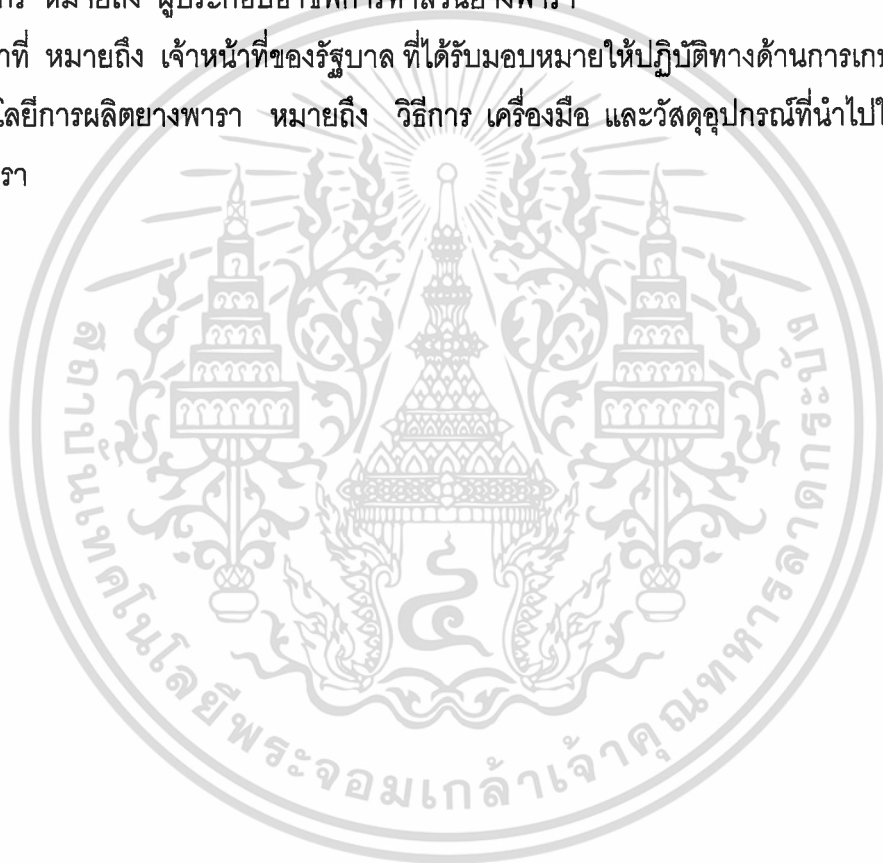 กร หมายถึง ผู้ประกอบอาชีพการทำสวนยางพารา
าที่ หมายถึง เจ้าหน้าที่ของรัฐบาล ที่ได้รับมอบหมายให้ปฏิบัติทางด้านการเกษ
โลยีการผลิตยางพารา หมายถึง วิธีการ เครื่องมือ และวัสดุอุปกรณ์ที่นำไปใ
รา
สถาบันเทคโนโลยีพระจอมเกล้าเจ้าคุณทหารลาดกระบัง
๔